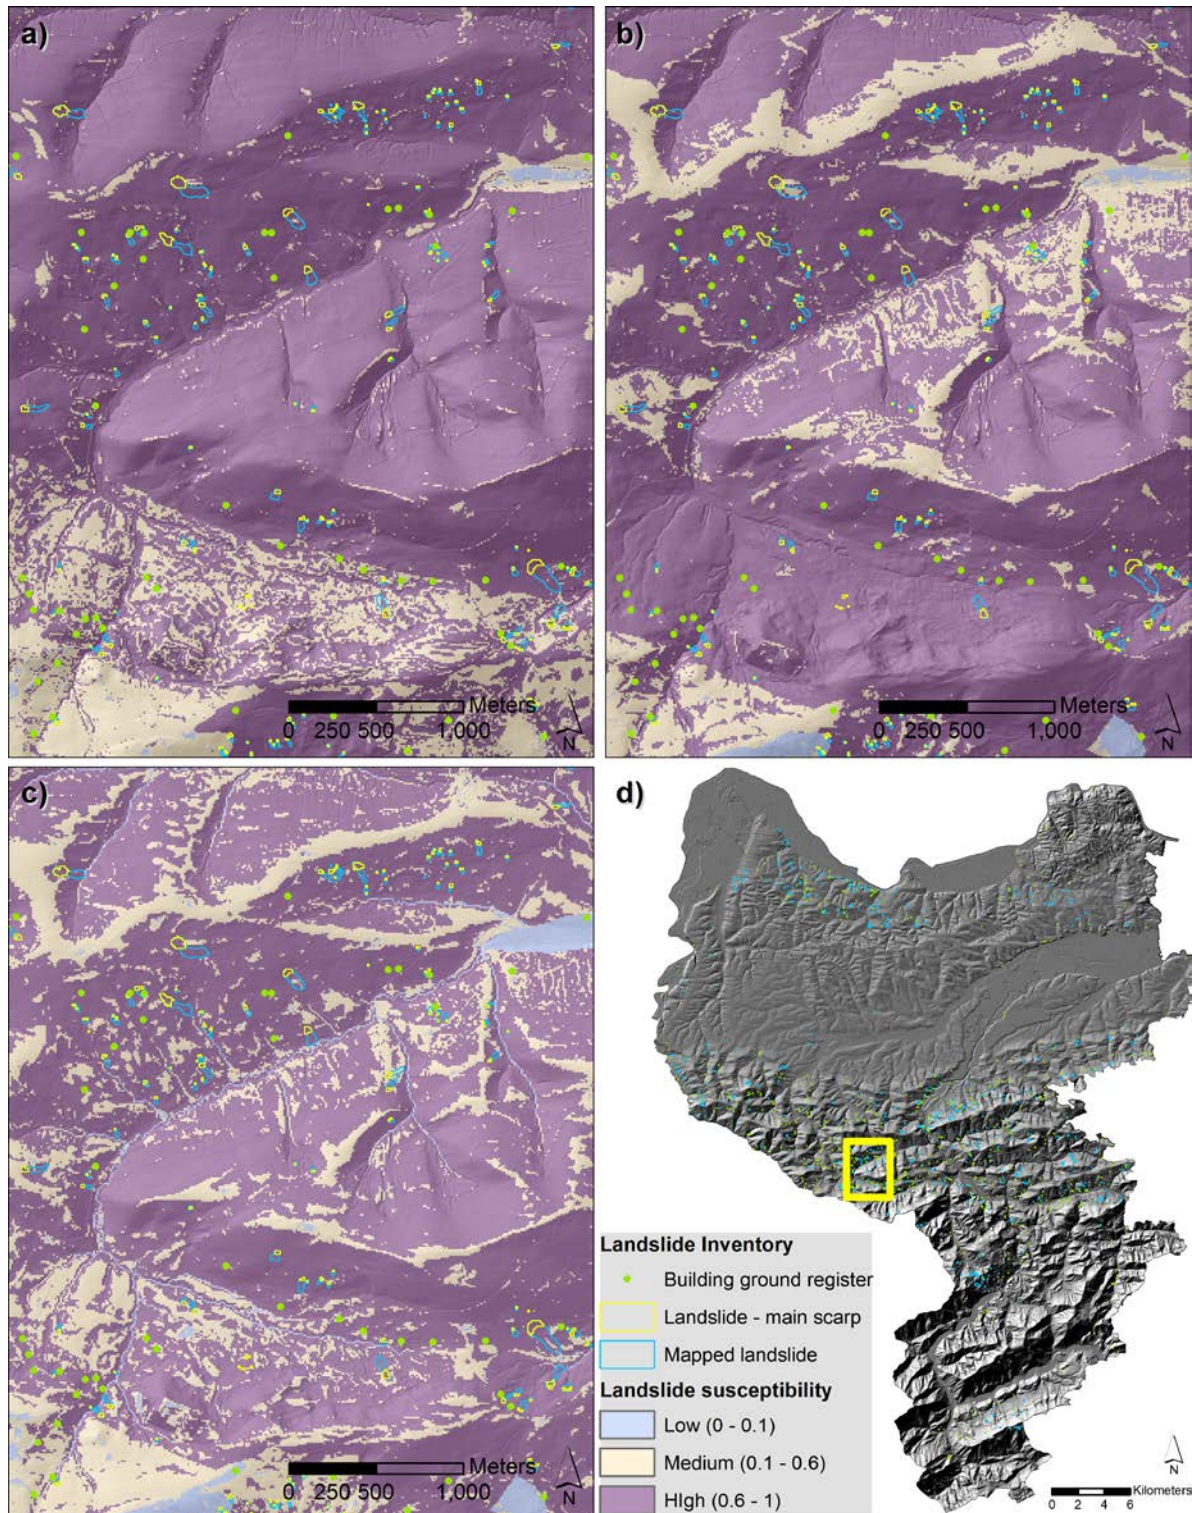 a)
b)
Meters
0 250 500 1,000
N
Meters
0 250 500 1,000
N
c)
d)
Meters
0 250 500 1,000
N
Landslide Inventory
Building ground register
Landslide - main scarp
Mapped landslide
Landslide susceptibility
Low (0 - 0.1)
Medium (0.1 - 0.6)
HIgh (0.6 - 1)
N
Kilometers
0 2 4 6